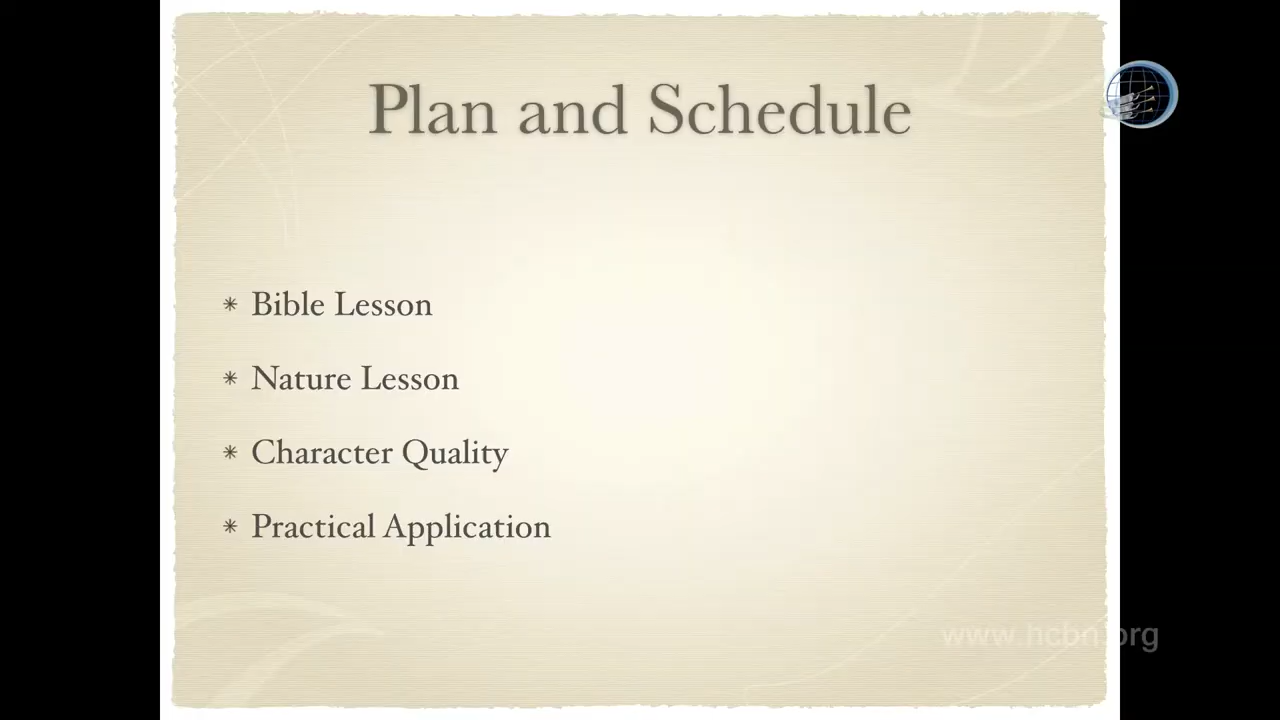 Plan and Schedule
Bible Lesson
Nature Lesson
Character Quality
Practical Application
www.hcbn.org